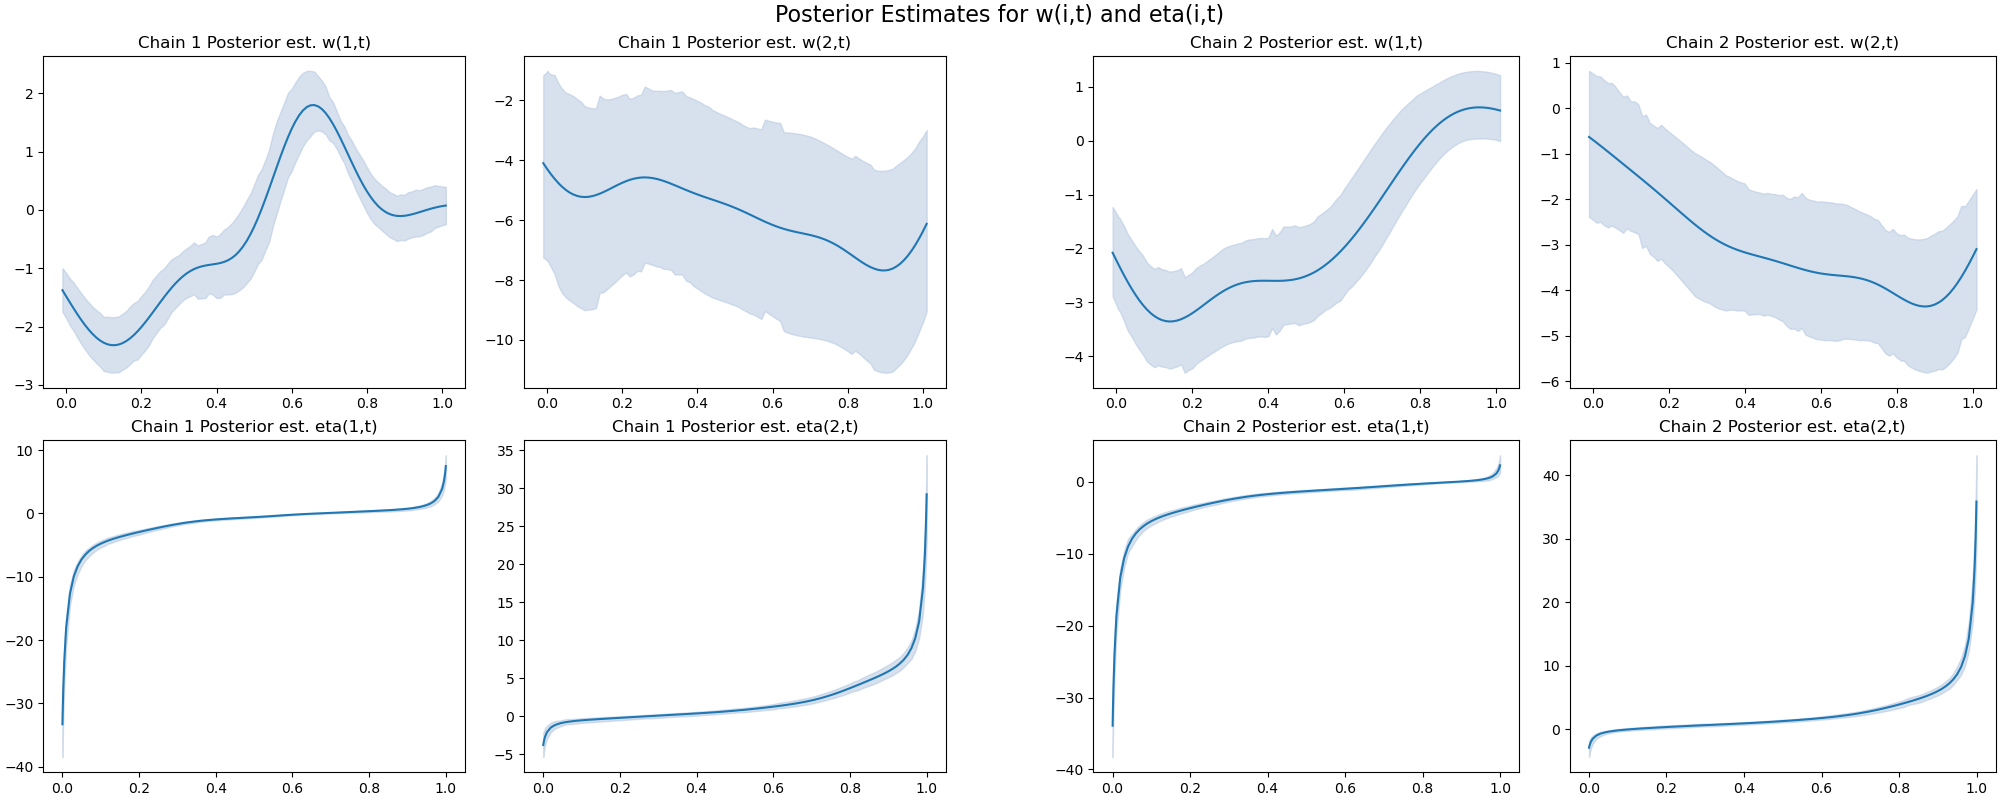 Posterior Estimates for w(i,t) and eta(i,t)
Chain 1 Posterior est. w(1,t)
2
1
0
−1
−2
−3
0.0 0.2 0.4 0.6 0.8 1.0
Chain 1 Posterior est. w(2,t)
−2
−4
−6
−8
−10
0.0 0.2 0.4 0.6 0.8 1.0
Chain 2 Posterior est. w(1,t)
1
0
−1
−2
−3
−4
0.0 0.2 0.4 0.6 0.8 1.0
Chain 2 Posterior est. w(2,t)
1
0
−1
−2
−3
−4
−5
−6
0.0 0.2 0.4 0.6 0.8 1.0
Chain 1 Posterior est. eta(1,t)
10
0
−10
−20
−30
−40
0.0 0.2 0.4 0.6 0.8 1.0
Chain 1 Posterior est. eta(2,t)
35
30
25
20
15
10
5
0
−5
0.0 0.2 0.4 0.6 0.8 1.0
Chain 2 Posterior est. eta(1,t)
0
−10
−20
−30
−40
0.0 0.2 0.4 0.6 0.8 1.0
Chain 2 Posterior est. eta(2,t)
40
30
20
10
0
0.0 0.2 0.4 0.6 0.8 1.0